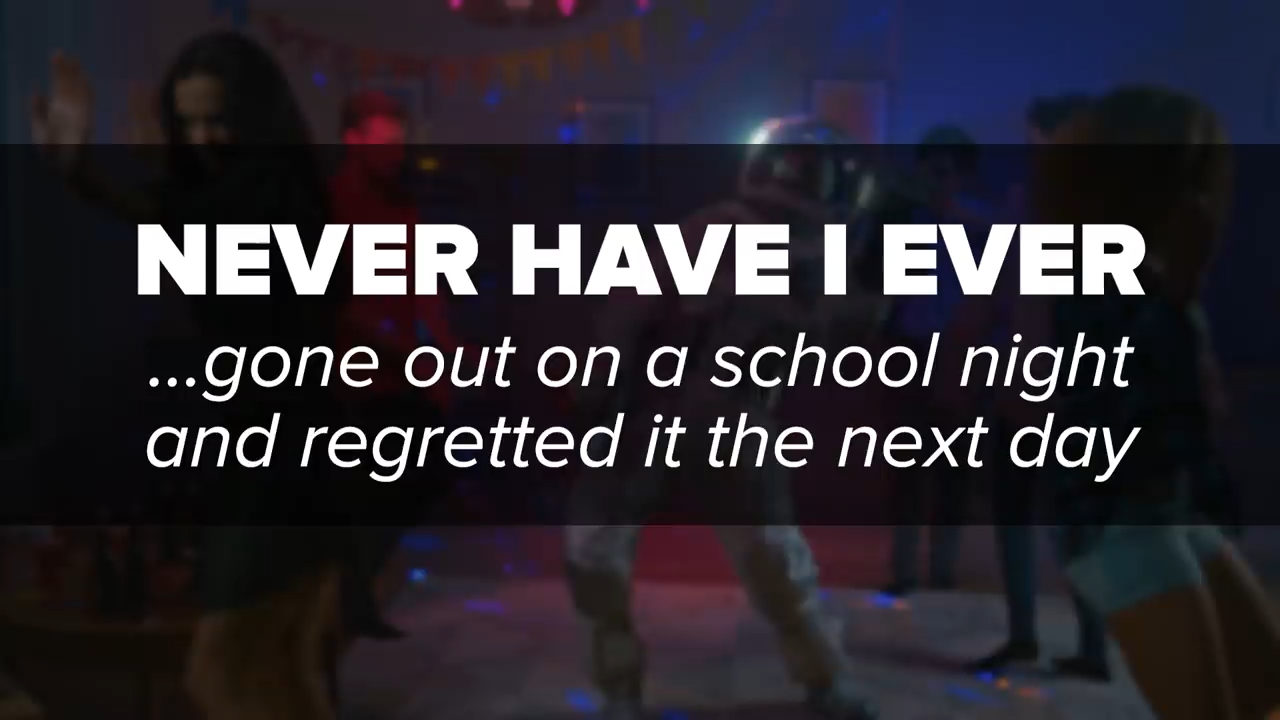 NEVER HAVE I EVER
...gone out on a school night
and regretted it the next day